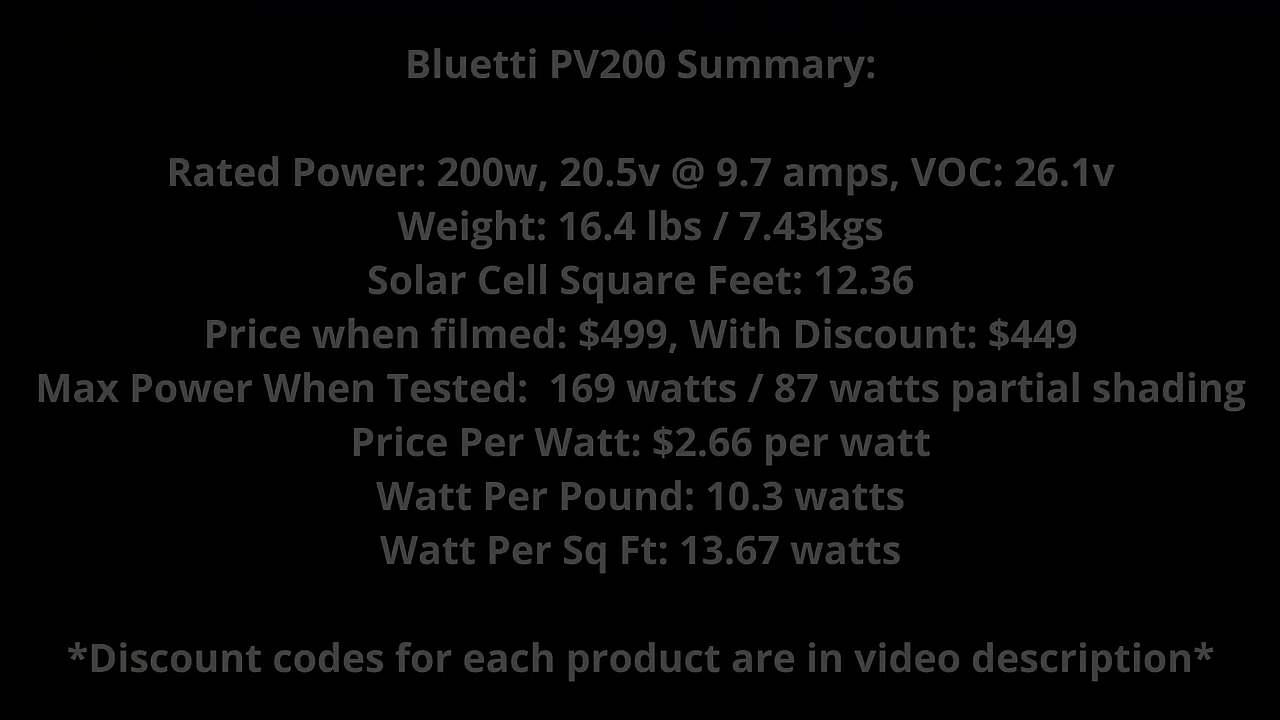 Bluetti PV200 Summary:
Rated Power: 200w, 20.5v @ 9.7 amps, VOC: 26.1v
Weight: 16.4 lbs / 7.43kgs
Solar Cell Square Feet: 12.36
Price when filmed: $499, With Discount: $449
Max Power When Tested:  169 watts / 87 watts partial shading
Price Per Watt: $2.66 per watt
Watt Per Pound: 10.3 watts
Watt Per Sq Ft: 13.67 watts
*Discount codes for each product are in video description*